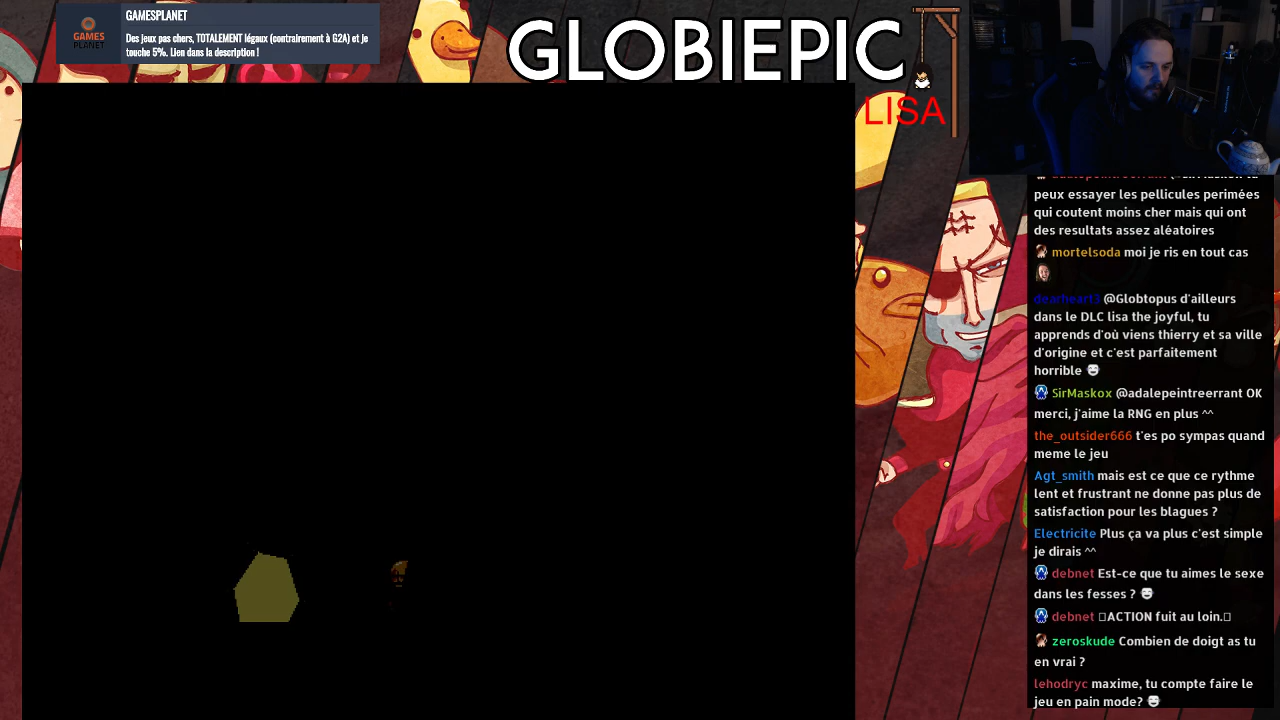 GAMESPLANET
Des jeux pas chers, TOTALEMENT légaux (contrairement à G2A) et je
touche 5%. Lien dans la description !
GAMES
PLANET
GLOBIEPIC
LISA
peux essayer les pellicules perimées
qui coutent moins cher mais qui ont
des resultats assez aléatoires
mortelsoda moi je ris en tout cas
dearheart3 @Globtopus d'ailleurs
dans le DLC lisa the joyful, tu
apprends d'où viens thierry et sa ville
d'origine et c'est parfaitement
horrible
SirMaskox @adalepeintreerrant OK
merci, j'aime la RNG en plus ^^
the_outsider666 t'es po sympas quand
meme le jeu
Agt_smith mais est ce que ce rythme
lent et frustrant ne donne pas plus de
satisfaction pour les blagues ?
Electricite Plus ça va plus c'est simple
je dirais ^^
debnet Est-ce que tu aimes le sexe
dans les fesses ?
debnet ACTION fuit au loin.
zeroskude Combien de doigt as tu
en vrai ?
lehodryc maxime, tu compte faire le
jeu en pain mode?